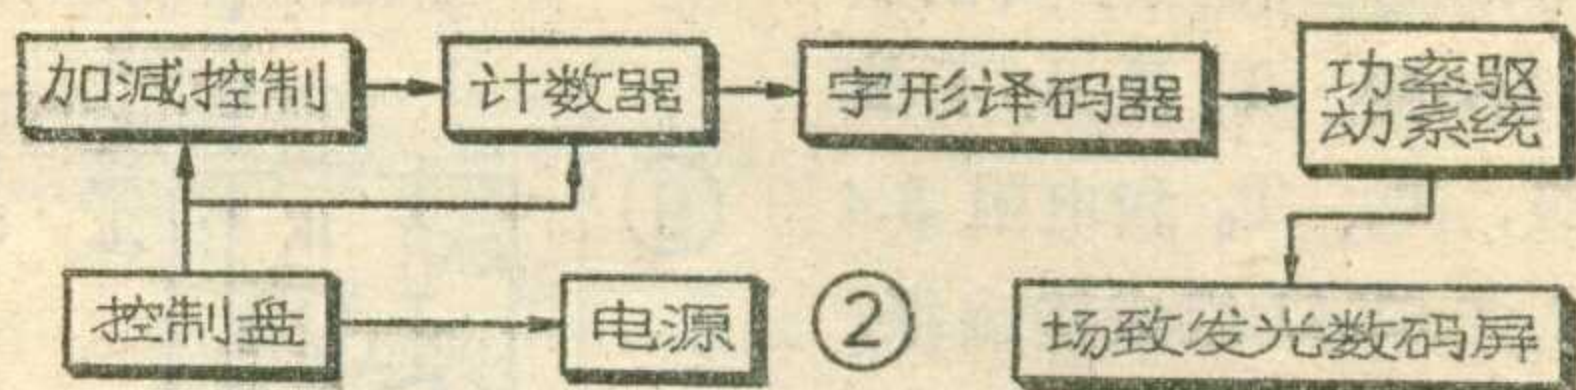 加减控制
计数器
字形译码器
功率驱
动系统
控制盘
电源
②
场致发光数码屏